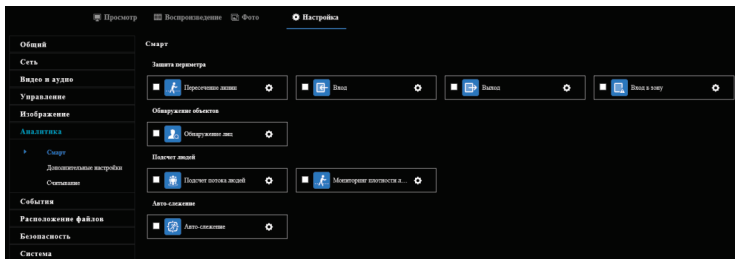 Просмотр Воспроизведение Фото Настройка
Общий
Сеть
Видео и аудио
Управление
Изображение
Аналитика
Смарт
Дополнительные настройки
Считывание
События
Расположение файлов
Безопасность
Система
Смарт
Защита периметра
Пересечение линии Вход Выход Вход в зону
Обнаружение объектов
Обнаружение лиц
Подсчет людей
Подсчет потока людей Мониторинг плотности л...
Авто-слежение
Авто-слежение